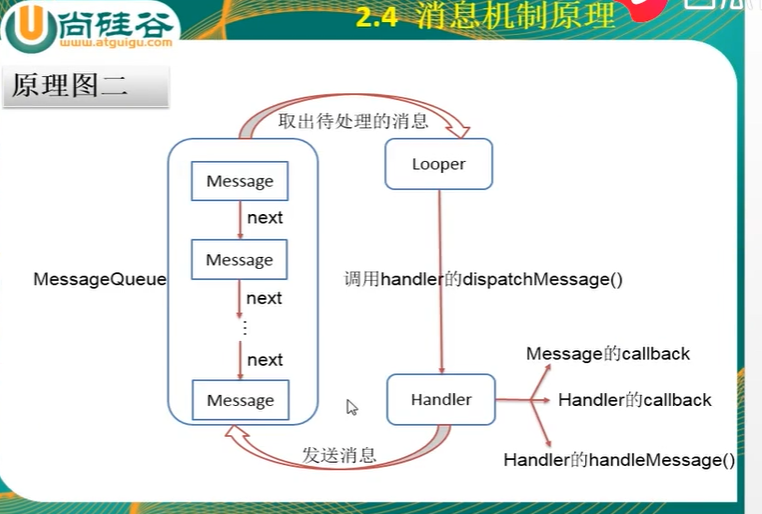 尚硅谷
www.atguigu.com
2.4 消息机制原理
原理图二
取出待处理的消息
Message
Looper
next
Message
MessageQueue
调用handler的dispatchMessage()
next
⋮
next
Message
Handler
Message的callback
Handler的callback
Handler的handleMessage()
发送消息